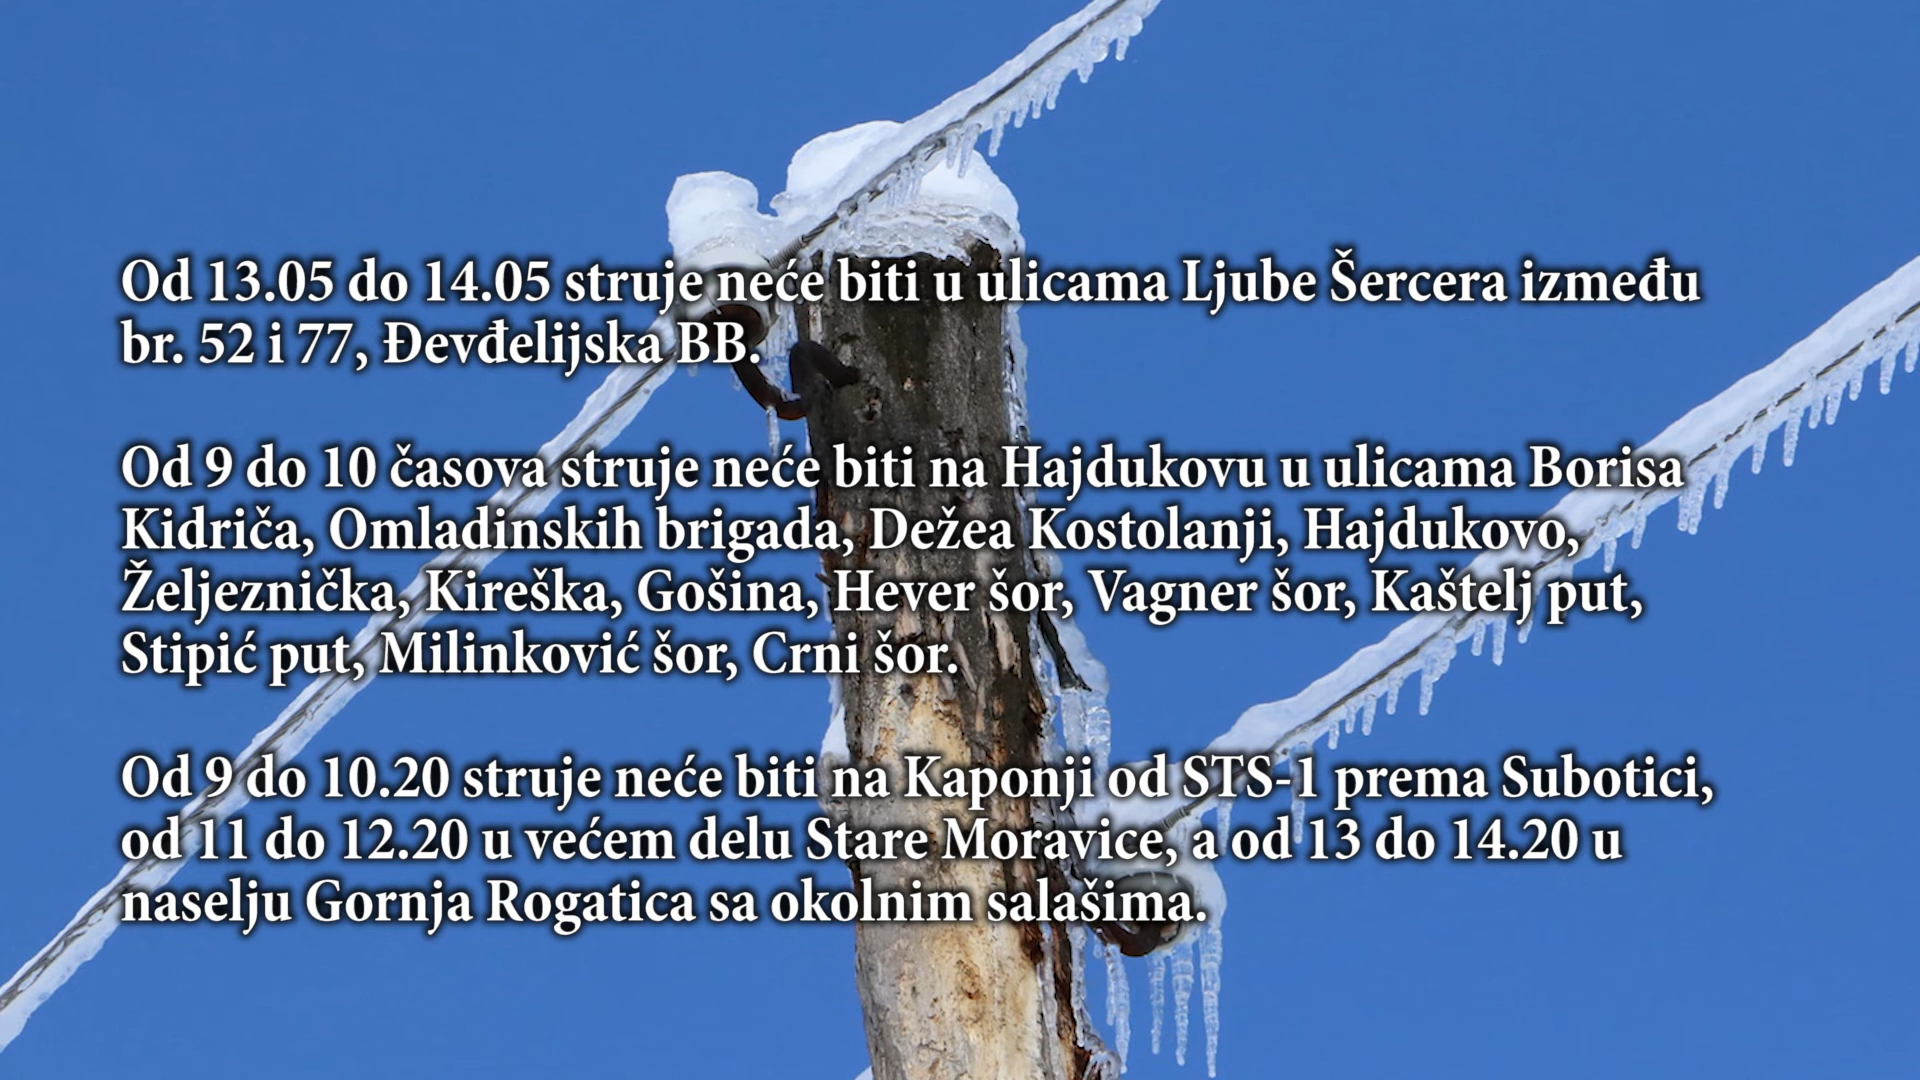 Od 13.05 do 14.05 struje neće biti u ulicama Ljube Šercera između
br. 52 i 77, Đevđelijska BB.
Od 9 do 10 časova struje neće biti na Hajdukovu u ulicama Borisa
Kidriča, Omladinskih brigada, Dežea Kostolanji, Hajdukovo,
Željeznička, Kireška, Gošina, Hever šor, Vagner šor, Kaštelj put,
Stipić put, Milinković šor, Crni šor.
Od 9 do 10.20 struje neće biti na Kaponji od STS-1 prema Subotici,
od 11 do 12.20 u većem delu Stare Moravice, a od 13 do 14.20 u
naselju Gornja Rogatica sa okolnim salašima.